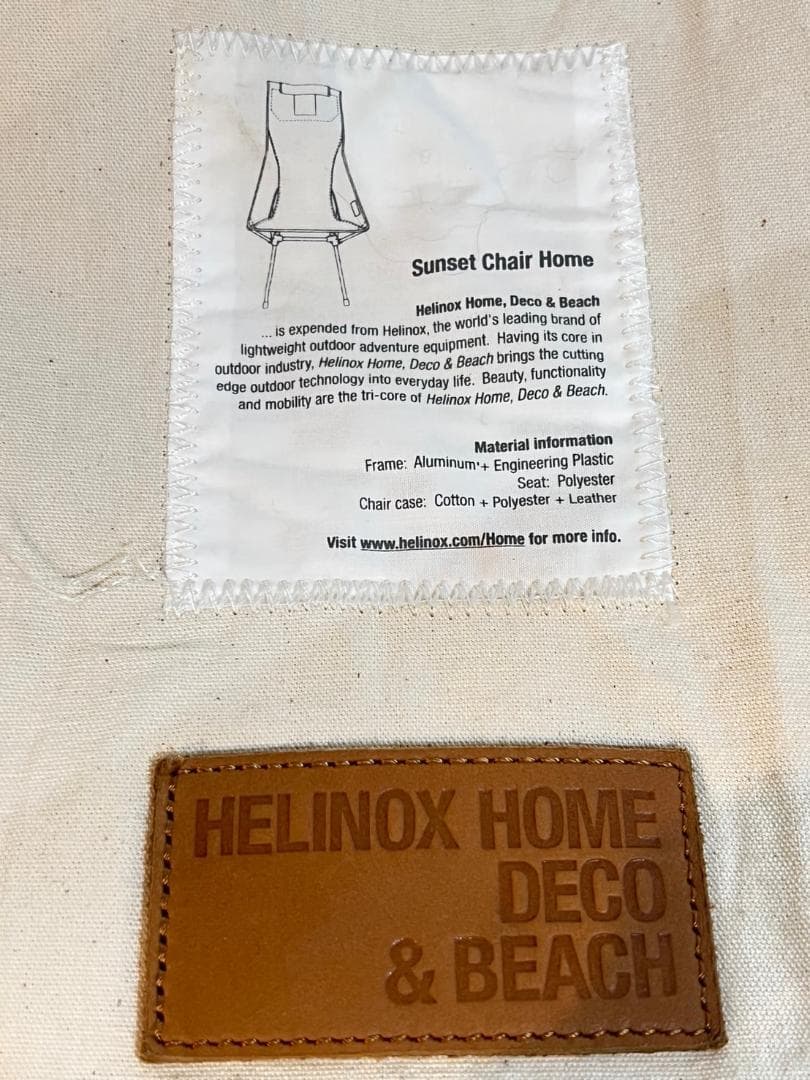 Sunset Chair Home
Helinox Home, Deco & Beach
... is expended from Helinox, the world's leading brand of
lightweight outdoor adventure equipment. Having its core in
outdoor industry, Helinox Home, Deco & Beach brings the cutting
edge outdoor technology into everyday life. Beauty, functionality
and mobility are the tri-core of Helinox Home, Deco & Beach.
Material information
Frame: Aluminum + Engineering Plastic
Seat: Polyester
Chair case: Cotton + Polyester + Leather
Visit www.helinox.com/Home for more info.
HELINOX HOME
DECO
& BEACH